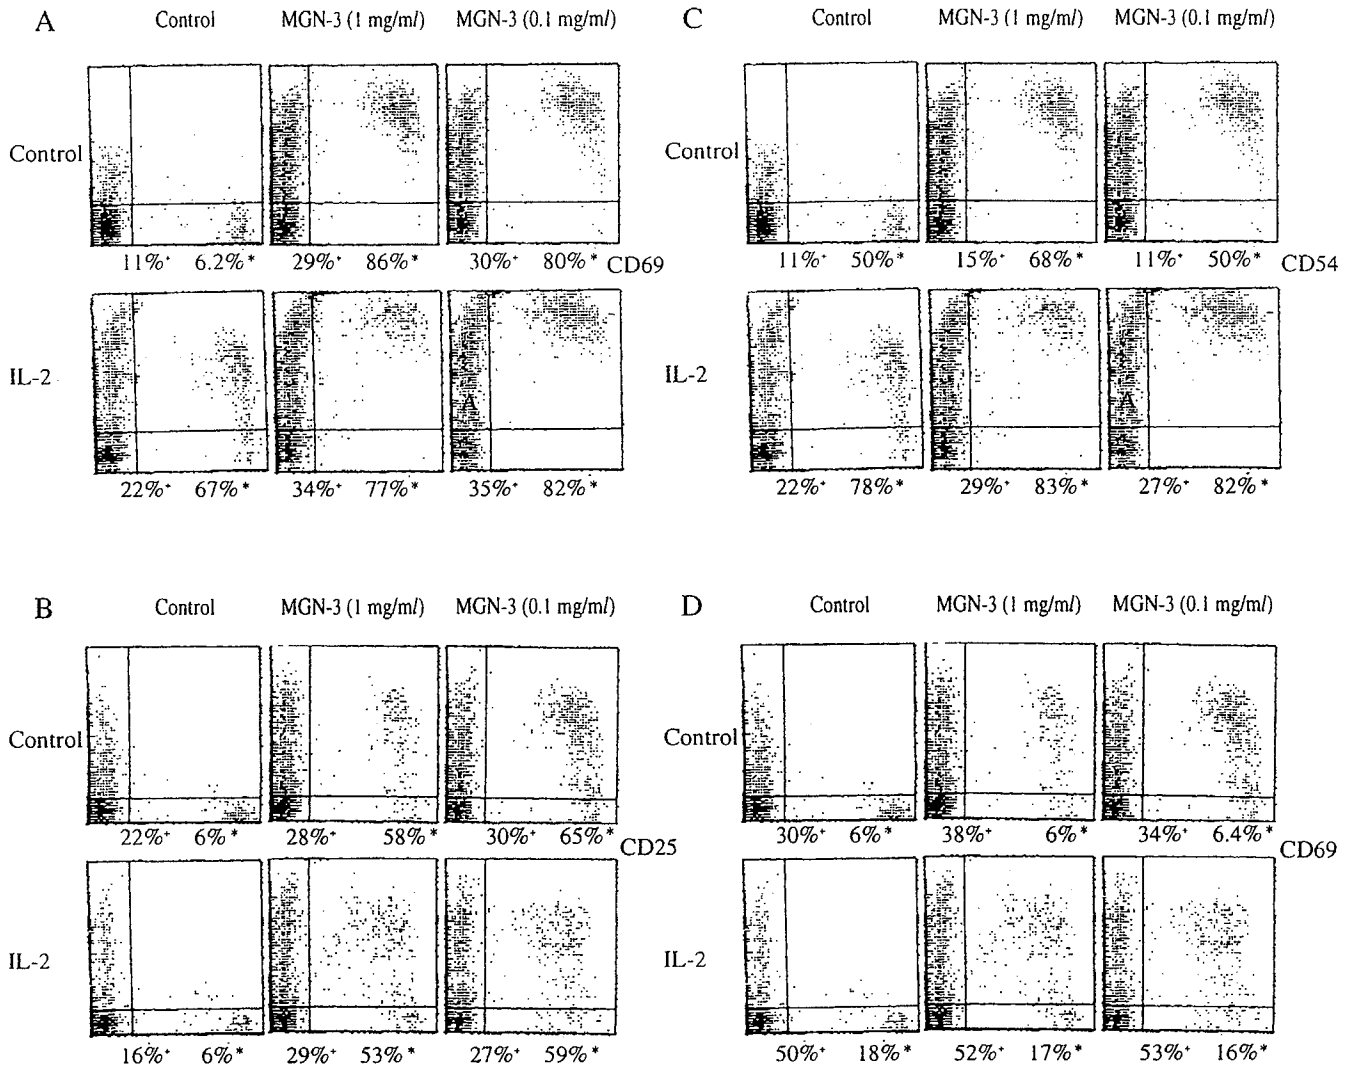 A Control MGN-3 (1 mg/ml) MGN-3 (0.1 mg/ml)
Control
11%⁺ 6.2%* 29%⁺ 86%* 30%⁺ 80%* CD69
IL-2
A
22%⁺ 67%* 34%⁺ 77%* 35%⁺ 82%*
C Control MGN-3 (1 mg/ml) MGN-3 (0.1 mg/ml)
Control
11%⁺ 50%* 15%⁺ 68%* 11%⁺ 50%* CD54
IL-2
A
22%⁺ 78%* 29%⁺ 83%* 27%⁺ 82%*
B Control MGN-3 (1 mg/ml) MGN-3 (0.1 mg/ml)
Control
22%⁺ 6%* 28%⁺ 58%* 30%⁺ 65%* CD25
IL-2
16%⁺ 6%* 29%⁺ 53%* 27%⁺ 59%*
D Control MGN-3 (1 mg/ml) MGN-3 (0.1 mg/ml)
Control
30%⁺ 6%* 38%⁺ 6%* 34%⁺ 6.4%* CD69
IL-2
50%⁺ 18%* 52%⁺ 17%* 53%⁺ 16%*